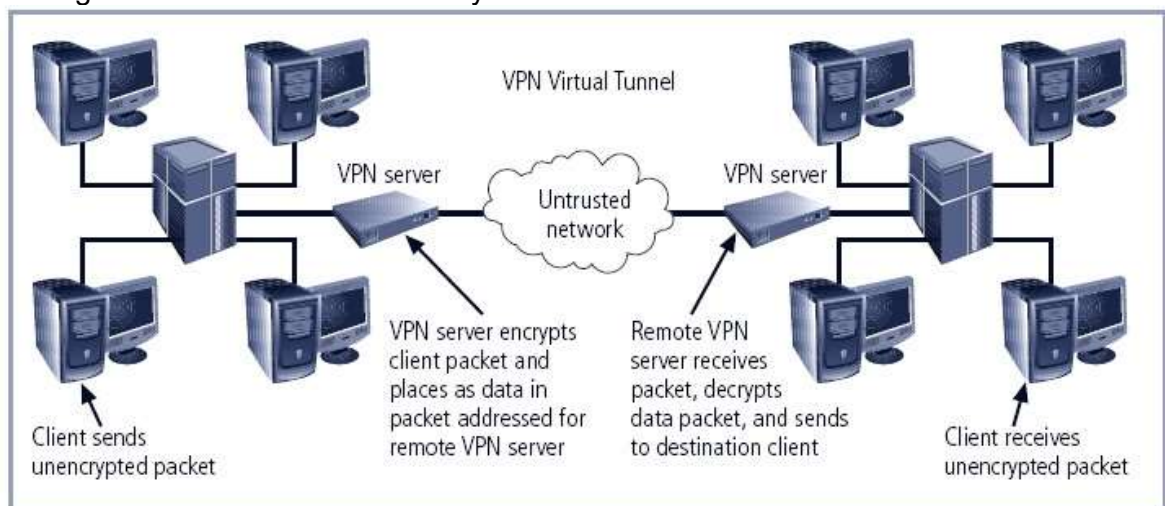 VPN Virtual Tunnel
VPN server
VPN server
Untrusted
network
VPN server encrypts
client packet and
places as data in
packet addressed for
remote VPN server
Remote VPN
server receives
packet, decrypts
data packet, and sends
to destination client
Client sends
unencrypted packet
Client receives
unencrypted packet